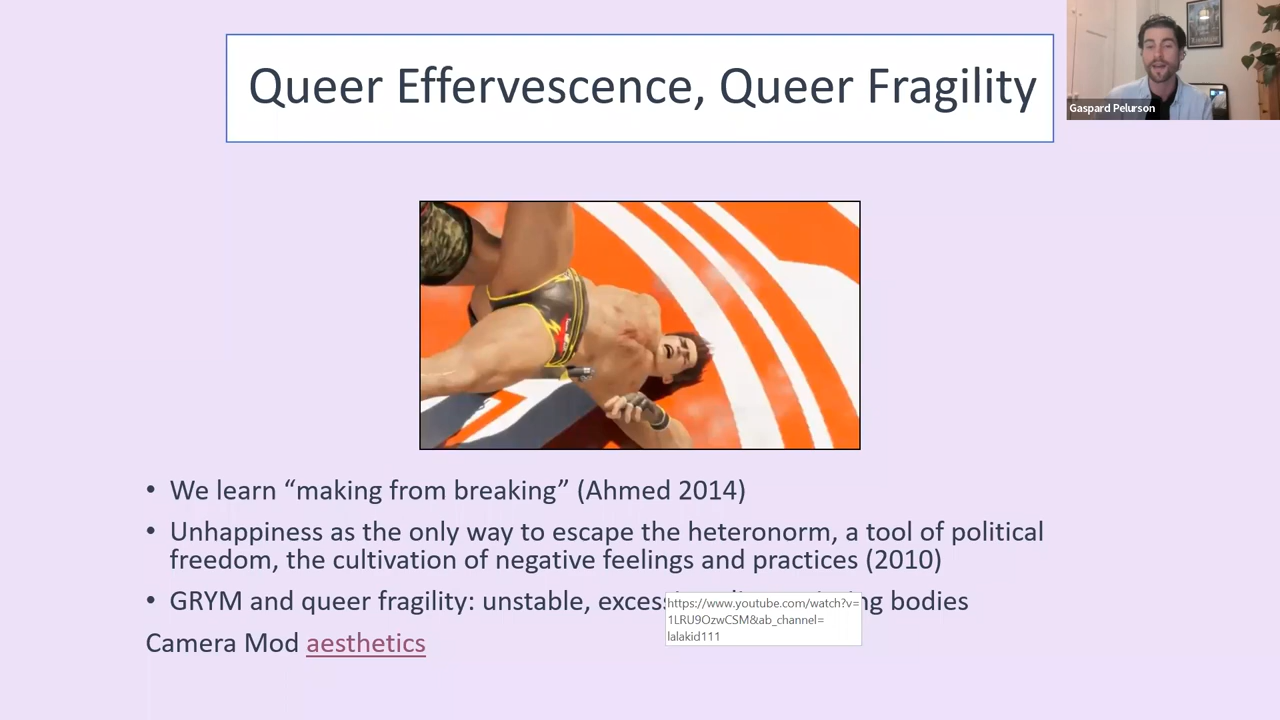 Queer Effervescence, Queer Fragility
Gaspard Pelurson
• We learn “making from breaking” (Ahmed 2014)
• Unhappiness as the only way to escape the heteronorm, a tool of political
freedom, the cultivation of negative feelings and practices (2010)
• GRYM and queer fragility: unstable, bodies
https://www.youtube.com/watch?v=
1LRU9OzwCSM&ab_channel=
lalakid111
Camera Mod aesthetics